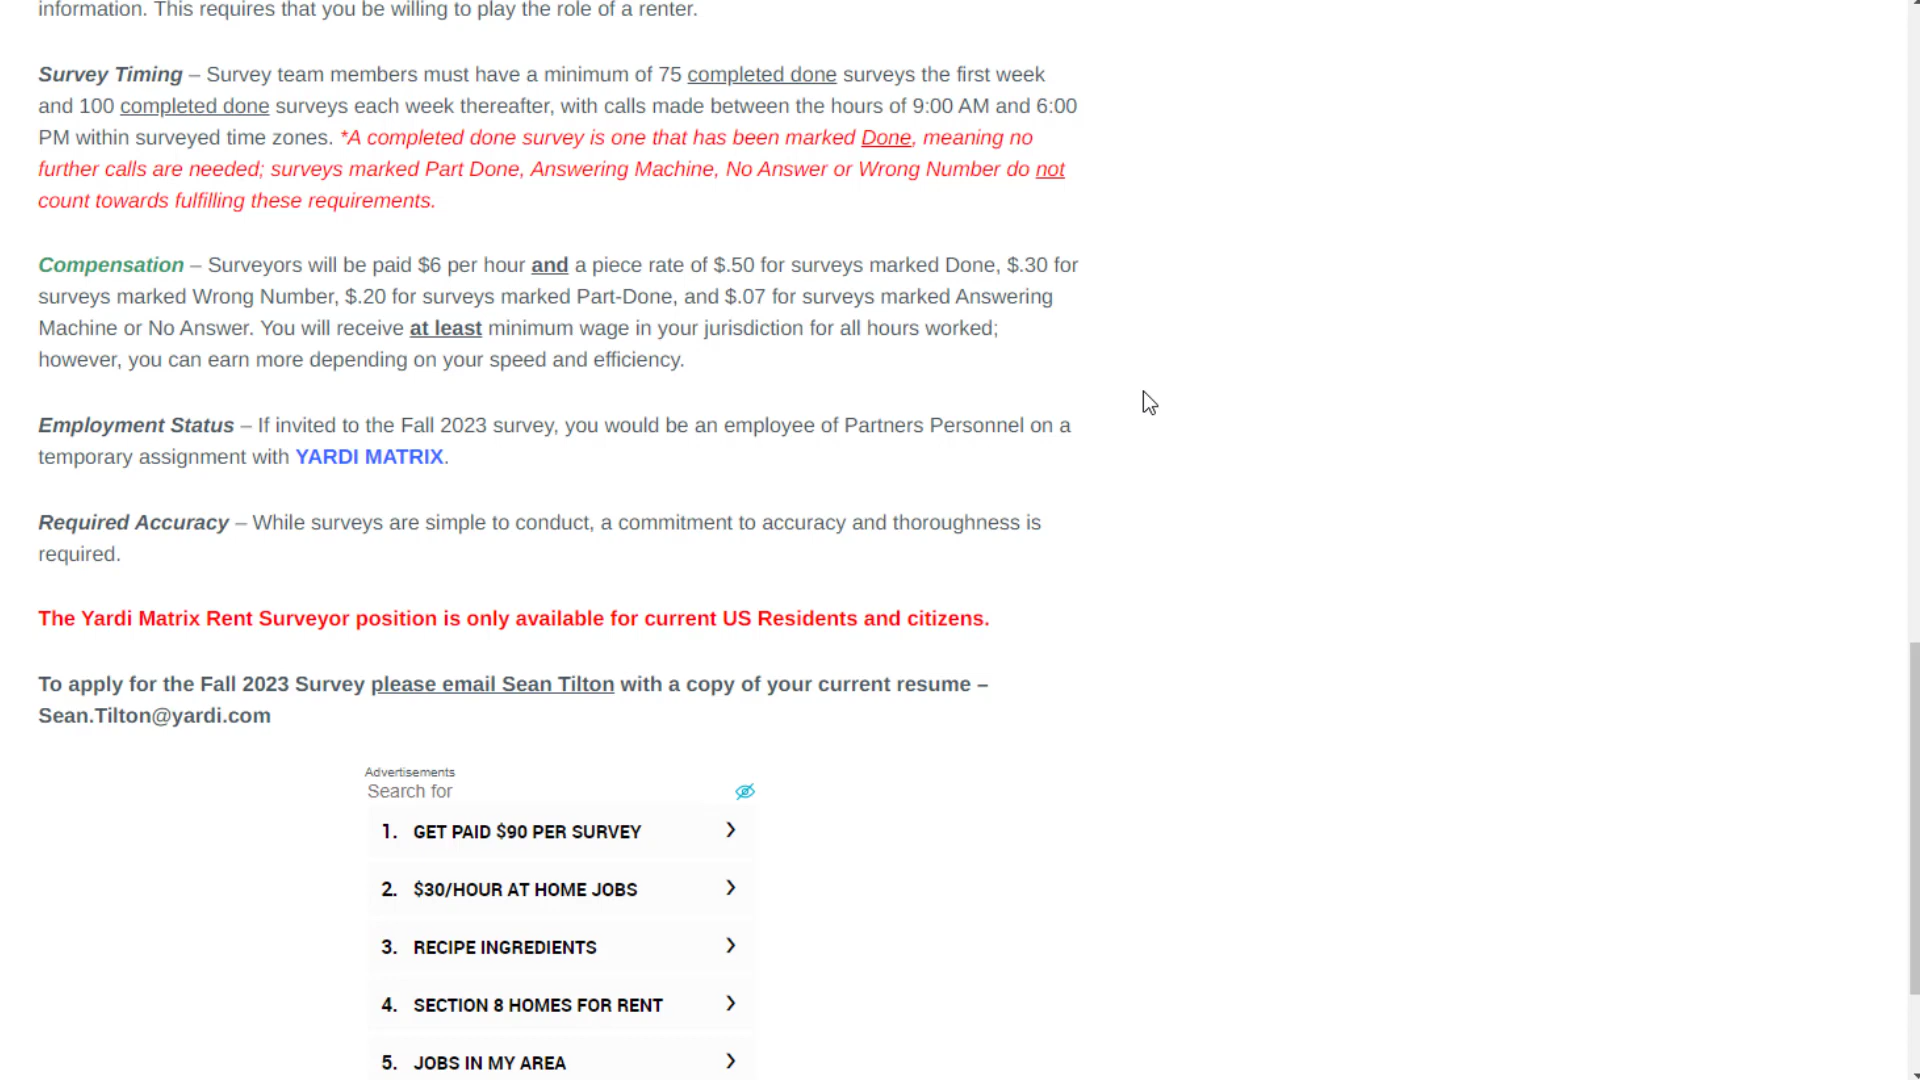 information. This requires that you be willing to play the role of a renter.
Survey Timing – Survey team members must have a minimum of 75 completed done surveys the first week
and 100 completed done surveys each week thereafter, with calls made between the hours of 9:00 AM and 6:00
PM within surveyed time zones. *A completed done survey is one that has been marked Done, meaning no
further calls are needed; surveys marked Part Done, Answering Machine, No Answer or Wrong Number do not
count towards fulfilling these requirements.
Compensation – Surveyors will be paid $6 per hour and a piece rate of $.50 for surveys marked Done, $.30 for
surveys marked Wrong Number, $.20 for surveys marked Part-Done, and $.07 for surveys marked Answering
Machine or No Answer. You will receive at least minimum wage in your jurisdiction for all hours worked;
however, you can earn more depending on your speed and efficiency.
Employment Status – If invited to the Fall 2023 survey, you would be an employee of Partners Personnel on a
temporary assignment with YARDI MATRIX.
Required Accuracy – While surveys are simple to conduct, a commitment to accuracy and thoroughness is
required.
The Yardi Matrix Rent Surveyor position is only available for current US Residents and citizens.
To apply for the Fall 2023 Survey please email Sean Tilton with a copy of your current resume –
Sean.Tilton@yardi.com
Advertisements
Search for
1. GET PAID $90 PER SURVEY
2. $30/HOUR AT HOME JOBS
3. RECIPE INGREDIENTS
4. SECTION 8 HOMES FOR RENT
5. JOBS IN MY AREA